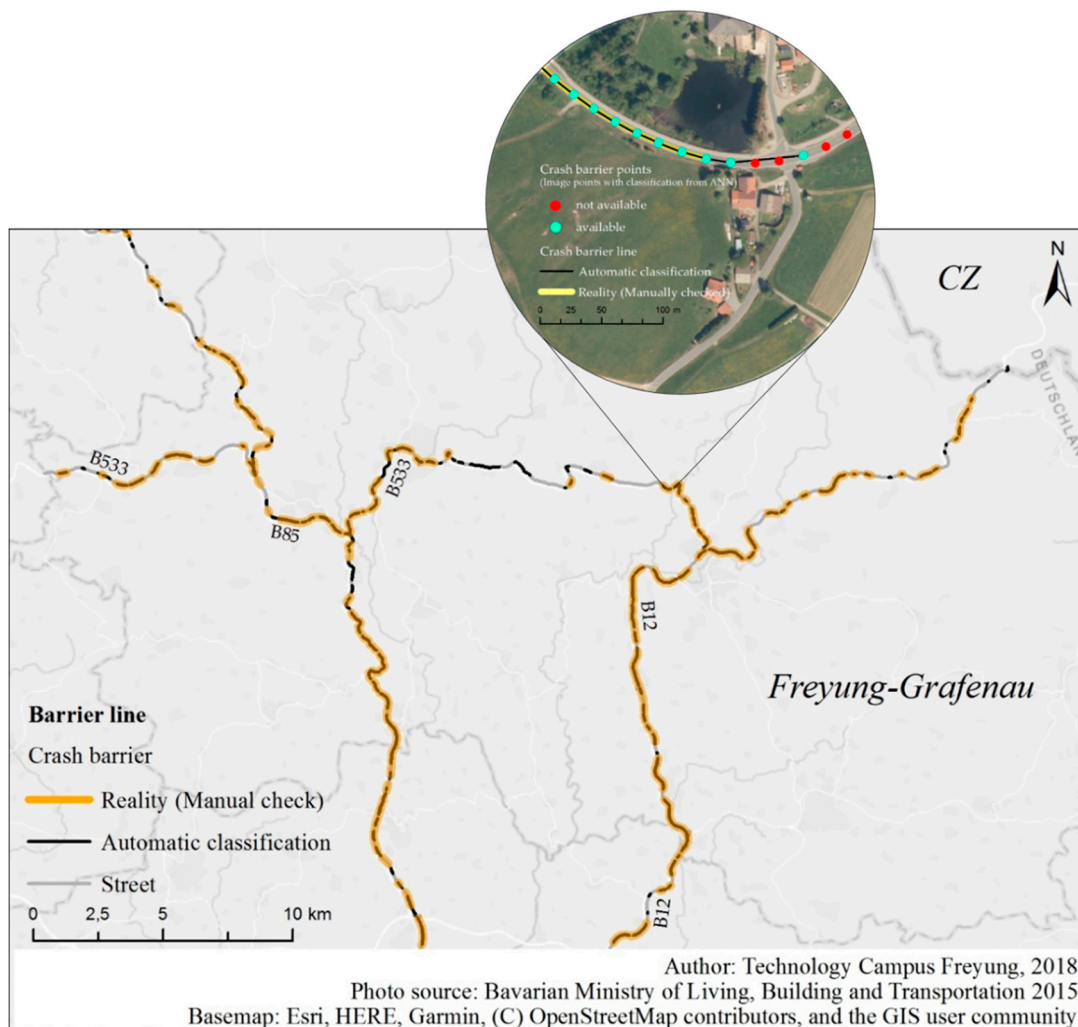 Crash barrier points
(Image points with classification from ANN)
not available
available
Crash barrier line
Automatic classification
Reality (Manually checked)
0 25 50 100 m
N
CZ
DEUTSCHLAN
B533
B533
B85
B12
Freyung-Grafenau
B12
Barrier line
Crash barrier
Reality (Manual check)
Automatic classification
Street
0 2,5 5 10 km
Author: Technology Campus Freyung, 2018
Photo source: Bavarian Ministry of Living, Building and Transportation 2015
Basemap: Esri, HERE, Garmin, (C) OpenStreetMap contributors, and the GIS user community